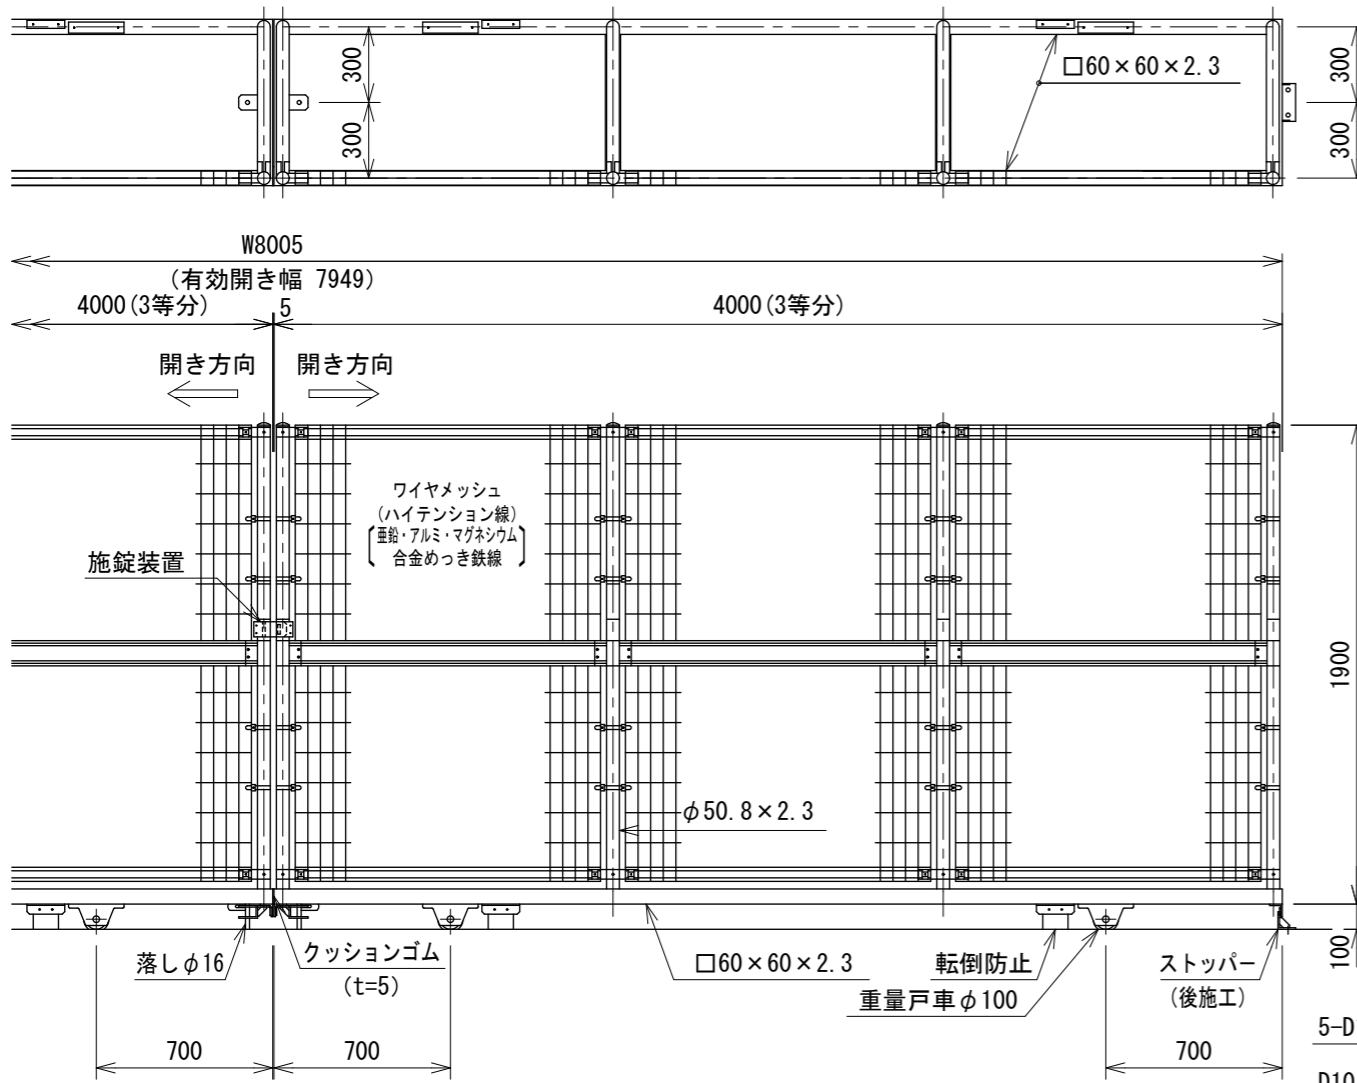 300
300
□60×60×2.3
300
300
W8005
(有効開き幅 7949)
4000(3等分)
5
4000(3等分)
開き方向
開き方向
ワイヤメッシュ
(ハイテンション線)
亜鉛・アルミ・マグネシウム
合金めっき鉄線
施錠装置
1900
φ50.8×2.3
落しφ16
クッションゴム
(t=5)
□60×60×2.3
転倒防止
重量戸車φ100
ストッパー
(後施工)
100
700
700
700
5-D
D10